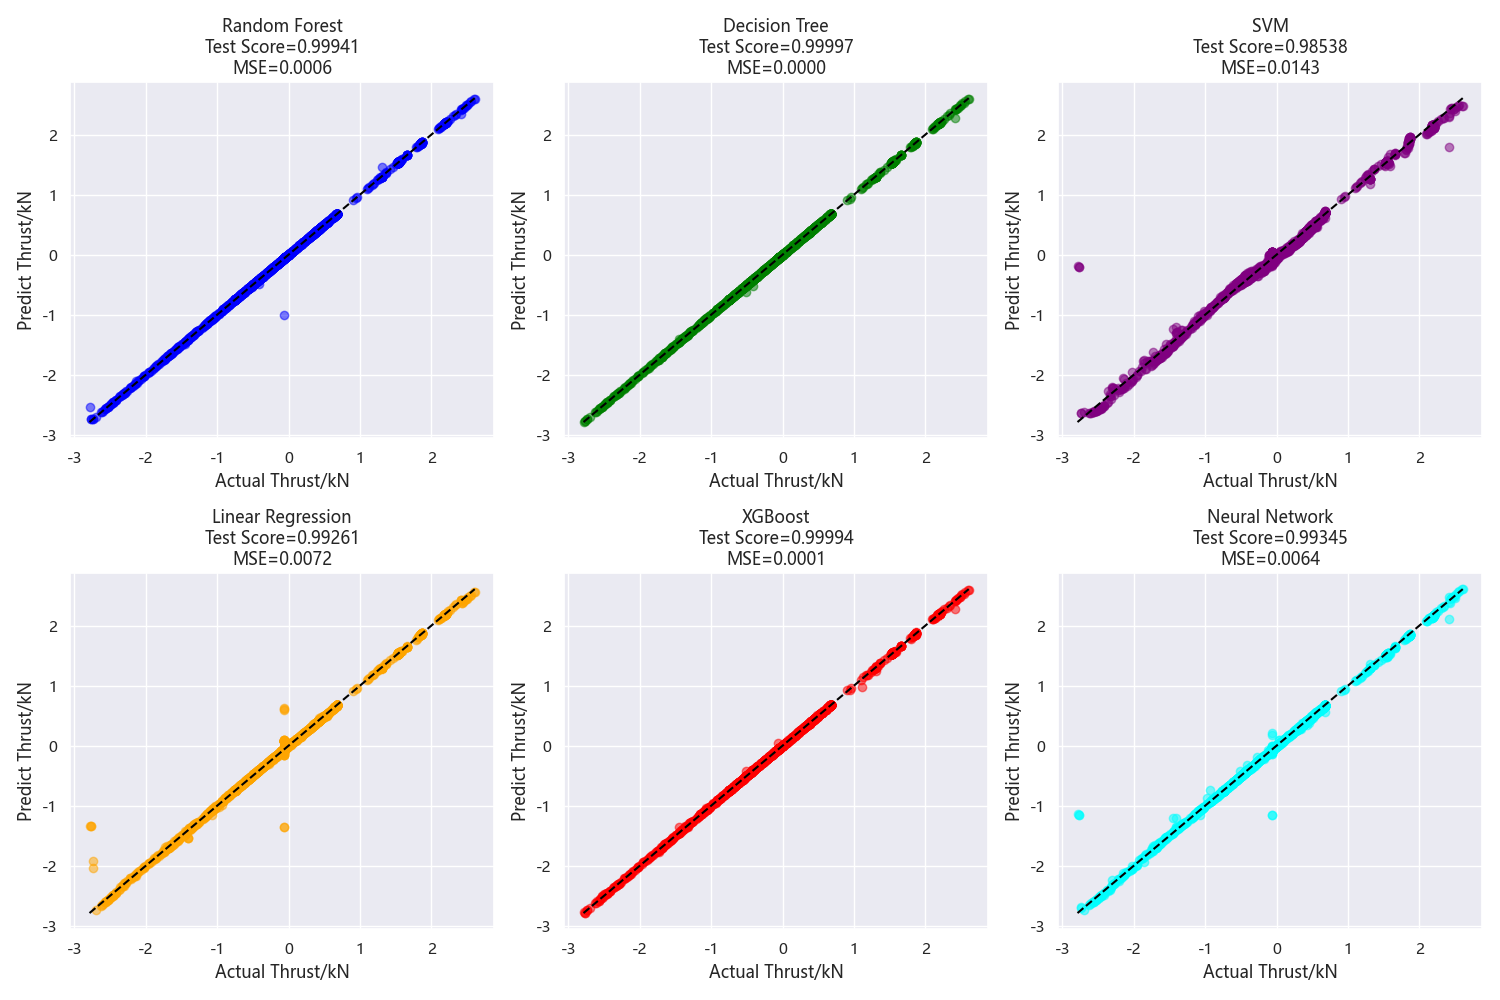 Random Forest
Test Score=0.99941
MSE=0.0006
Predict Thrust/kN
2
1
0
-1
-2
-3
-3 -2 -1 0 1 2
Actual Thrust/kN
Decision Tree
Test Score=0.99997
MSE=0.0000
Predict Thrust/kN
2
1
0
-1
-2
-3
-3 -2 -1 0 1 2
Actual Thrust/kN
SVM
Test Score=0.98538
MSE=0.0143
Predict Thrust/kN
2
1
0
-1
-2
-3
-3 -2 -1 0 1 2
Actual Thrust/kN
Linear Regression
Test Score=0.99261
MSE=0.0072
Predict Thrust/kN
2
1
0
-1
-2
-3
-3 -2 -1 0 1 2
Actual Thrust/kN
XGBoost
Test Score=0.99994
MSE=0.0001
Predict Thrust/kN
2
1
0
-1
-2
-3
-3 -2 -1 0 1 2
Actual Thrust/kN
Neural Network
Test Score=0.99345
MSE=0.0064
Predict Thrust/kN
2
1
0
-1
-2
-3
-3 -2 -1 0 1 2
Actual Thrust/kN